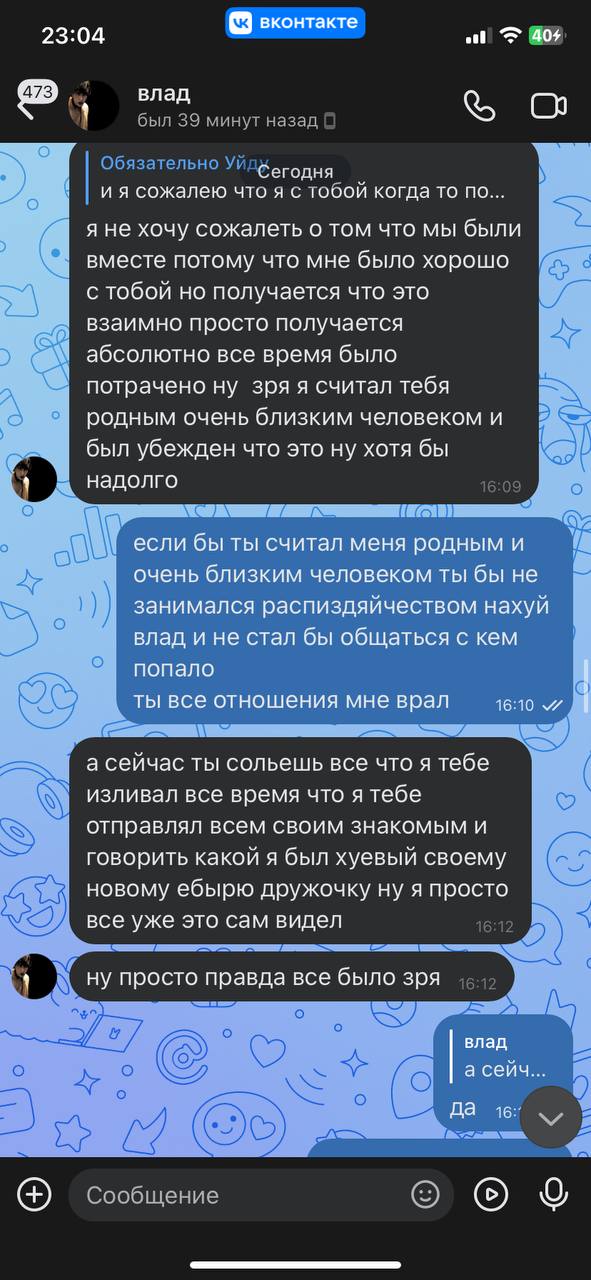 23:04
вконтакте
40
473
влад
был 39 минут назад
Обязательно Уйду
Сегодня
и я сожалею что я с тобой когда то по...
я не хочу сожалеть о том что мы были
вместе потому что мне было хорошо
с тобой но получается что это
взаимно просто получается
абсолютно все время было
потрачено ну  зря я считал тебя
родным очень близким человеком и
был убежден что это ну хотя бы
надолго
16:09
если бы ты считал меня родным и
очень близким человеком ты бы не
занимался распиздяйчеством нахуй
влад и не стал бы общаться с кем
попало
ты все отношения мне врал
16:10
а сейчас ты сольешь все что я тебе
изливал все время что я тебе
отправлял всем своим знакомым и
говорить какой я был хуевый своему
новому ебырю дружочку ну я просто
все уже это сам видел
16:12
ну просто правда все было зря
16:12
влад
а сейч...
да
Сообщение